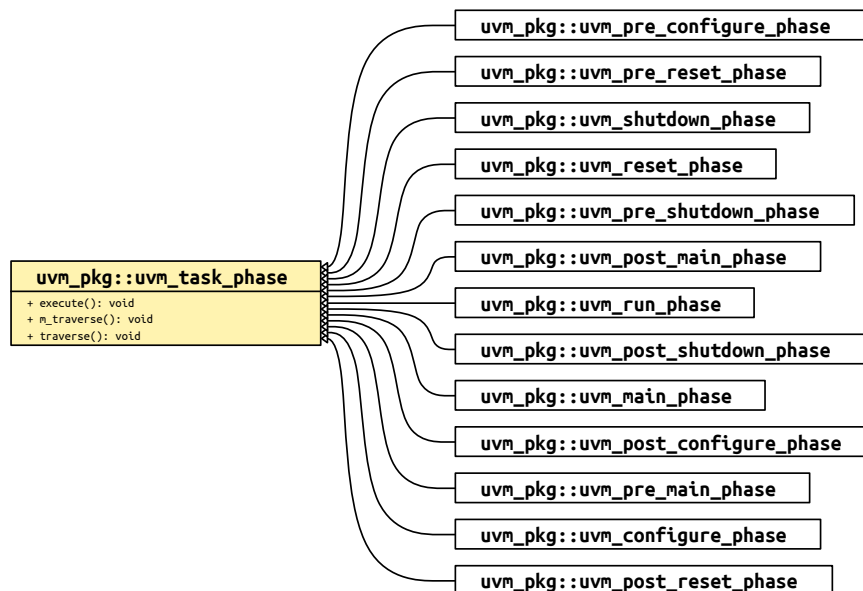 uvm_pkg::uvm_pre_configure_phase
uvm_pkg::uvm_pre_reset_phase
uvm_pkg::uvm_shutdown_phase
uvm_pkg::uvm_reset_phase
uvm_pkg::uvm_pre_shutdown_phase
uvm_pkg::uvm_task_phase
+ execute(): void
+ m_traverse(): void
+ traverse(): void
uvm_pkg::uvm_post_main_phase
uvm_pkg::uvm_run_phase
uvm_pkg::uvm_post_shutdown_phase
uvm_pkg::uvm_main_phase
uvm_pkg::uvm_post_configure_phase
uvm_pkg::uvm_pre_main_phase
uvm_pkg::uvm_configure_phase
uvm_pkg::uvm_post_reset_phase